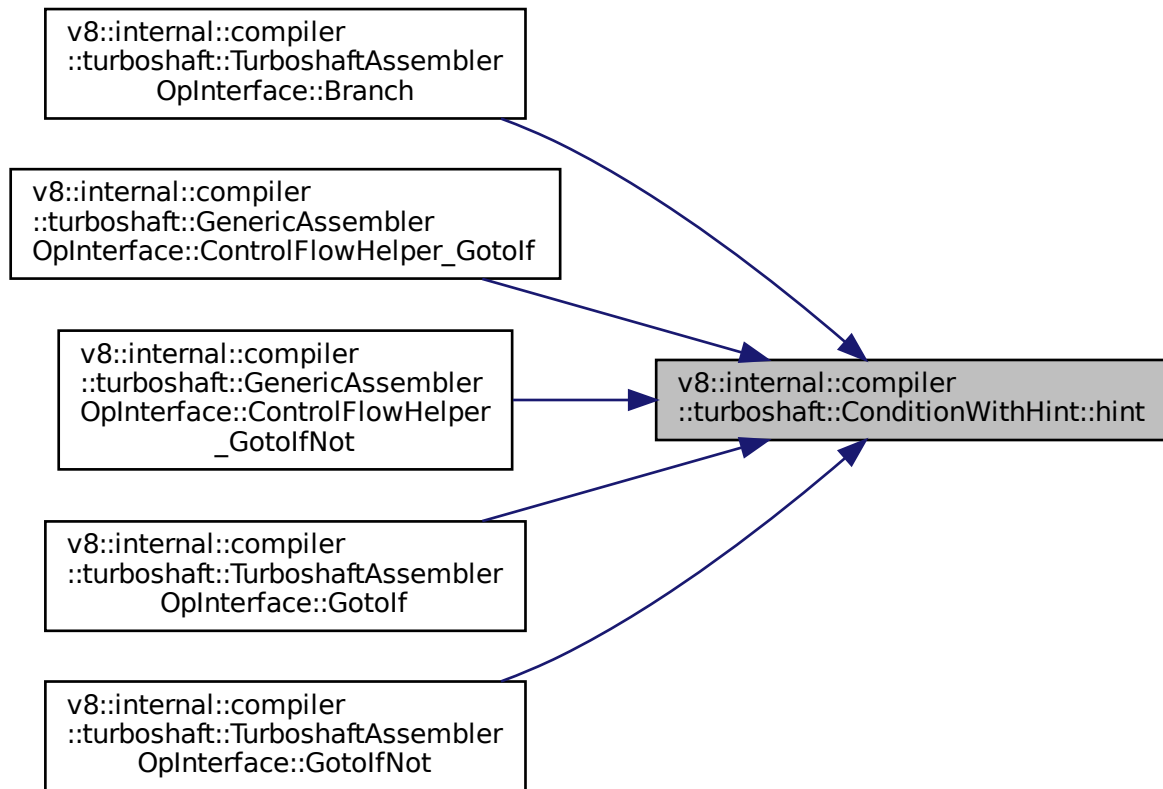 v8::internal::compiler
::turboshaft::TurboshaftAssembler
OpInterface::Branch
v8::internal::compiler
::turboshaft::GenericAssembler
OpInterface::ControlFlowHelper_GotoIf
v8::internal::compiler
::turboshaft::GenericAssembler
OpInterface::ControlFlowHelper
_GotoIfNot
v8::internal::compiler
::turboshaft::ConditionWithHint::hint
v8::internal::compiler
::turboshaft::TurboshaftAssembler
OpInterface::GotoIf
v8::internal::compiler
::turboshaft::TurboshaftAssembler
OpInterface::GotoIfNot